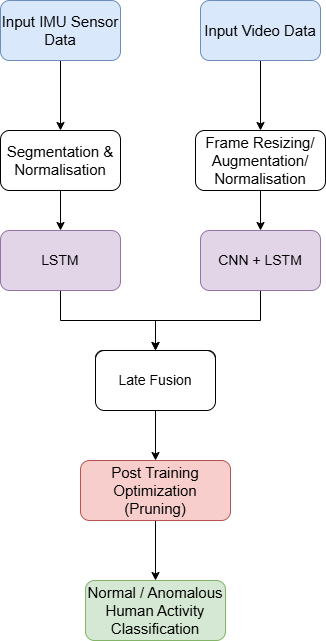 Input IMU Sensor
Data
Input Video Data
Segmentation &
Normalisation
Frame Resizing/
Augmentation/
Normalisation
LSTM
CNN + LSTM
Late Fusion
Post Training
Optimization
(Pruning)
Normal / Anomalous
Human Activity
Classification